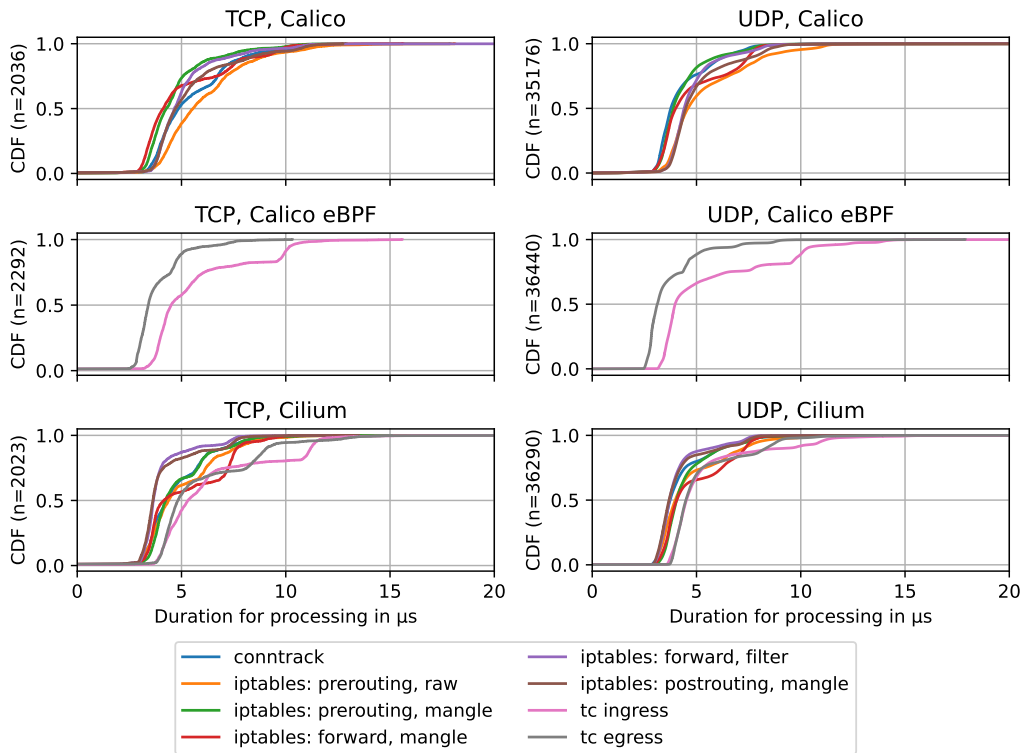 TCP, Calico
UDP, Calico
CDF (n=2036)
1.0
0.5
0.0
CDF (n=35176)
1.0
0.5
0.0
TCP, Calico eBPF
UDP, Calico eBPF
CDF (n=2292)
1.0
0.5
0.0
CDF (n=36440)
1.0
0.5
0.0
TCP, Cilium
UDP, Cilium
CDF (n=2023)
1.0
0.5
0.0
CDF (n=36290)
1.0
0.5
0.0
0 5 10 15 20
0 5 10 15 20
Duration for processing in µs
Duration for processing in µs
conntrack
iptables: prerouting, raw
iptables: prerouting, mangle
iptables: forward, mangle
iptables: forward, filter
iptables: postrouting, mangle
tc ingress
tc egress